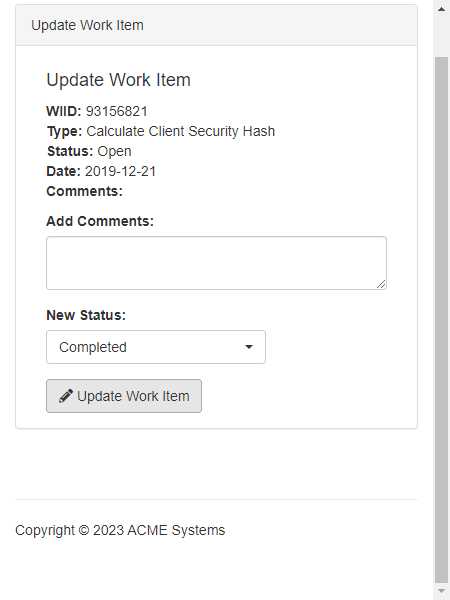 Update Work Item
Update Work Item
WIID: 93156821
Type: Calculate Client Security Hash
Status: Open
Date: 2019-12-21
Comments:
Add Comments:
New Status:
Completed
Update Work Item
Copyright © 2023 ACME Systems